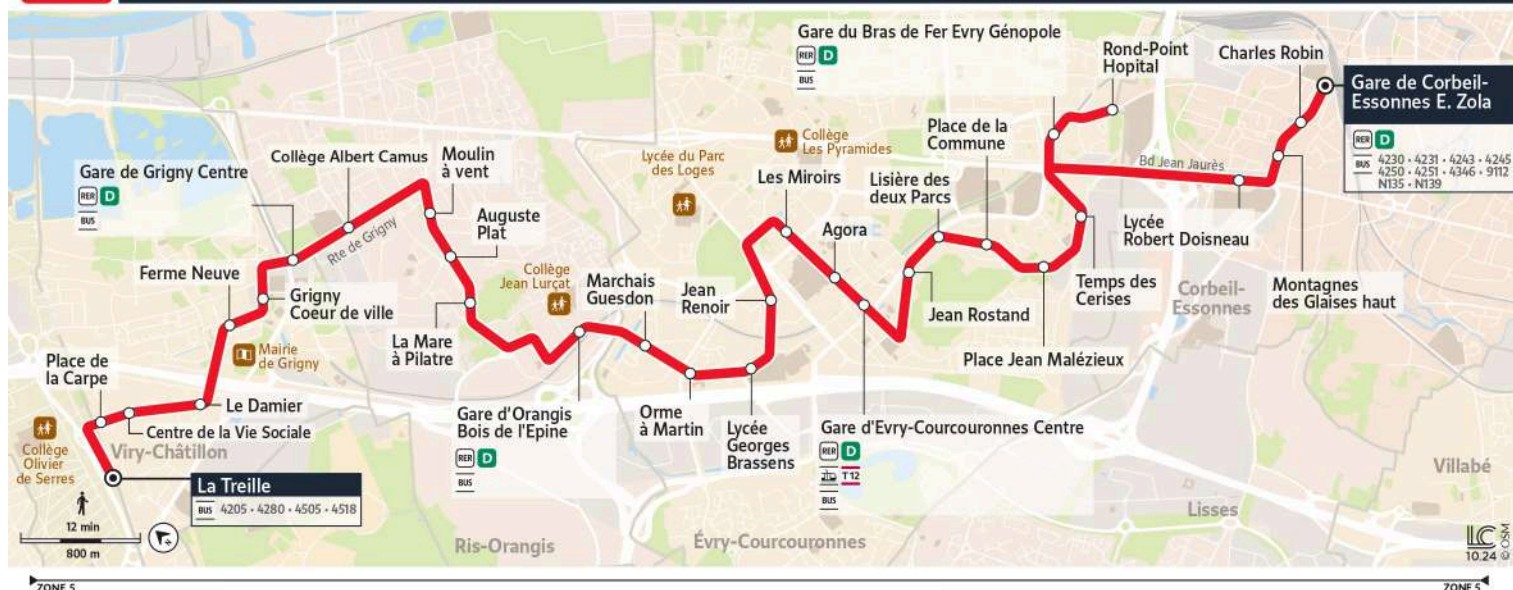 Gare du Bras de Fer Evry Génopole
RER D
BUS
Rond-Point
Hopital
Charles Robin
Gare de Corbeil-
Essonnes E. Zola
RER D
BUS 4230 • 4231 • 4243 • 4245
4250 • 4251 • 4346 • 9112
N135 • N139
Place de la
Commune
Collège
Les Pyramides
Lycée du Parc
des Loges
Collège Albert Camus
Moulin
à vent
Gare de Grigny Centre
RER D
BUS
Les Miroirs
Lisière des
deux Parcs
Bd Jean Jaurès
Auguste
Plat
Rte de Grigny
Agora
Lycée
Robert Doisneau
Ferme Neuve
Collège
Jean Lurçat
Marchais
Guesdon
Jean
Renoir
Temps des
Cerises
Corbeil-
Essonnes
Montagnes
des Glaises haut
Grigny
Coeur de ville
Jean Rostand
La Mare
à Pilatre
Place Jean Malézieux
Mairie
de Grigny
Place de
la Carpe
Le Damier
Centre de la Vie Sociale
Viry-Châtillon
Gare d'Orangis
Bois de l'Epine
RER D
BUS
Orme
à Martin
Lycée
Georges
Brassens
Gare d'Evry-Courcouronnes Centre
RER D
T12
BUS
Collège
Olivier
de Serres
Villabé
La Treille
BUS 4205 • 4280 • 4505 • 4518
Lisses
12 min
800 m
Ris-Orangis
Évry-Courcouronnes
LC
10.24 © OSM
ZONE 5
ZONE 5